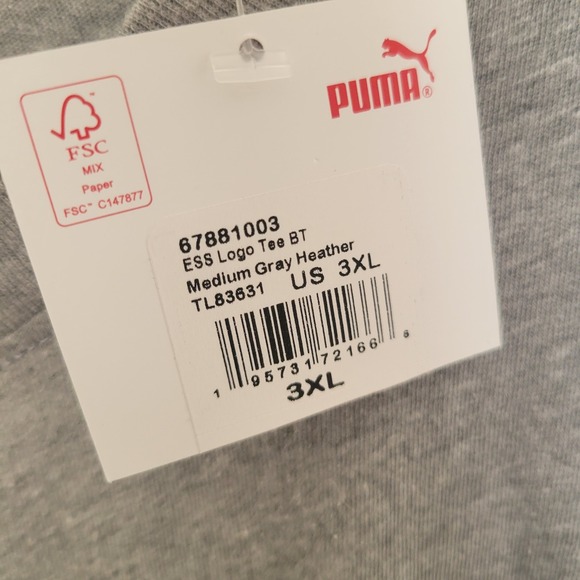 PUMA®
FSC
MIX
Paper
FSC™ C147877
67881003
ESS Logo Tee BT
Medium Gray Heather
TL83631 US 3XL
1 95731 72166 6
3XL